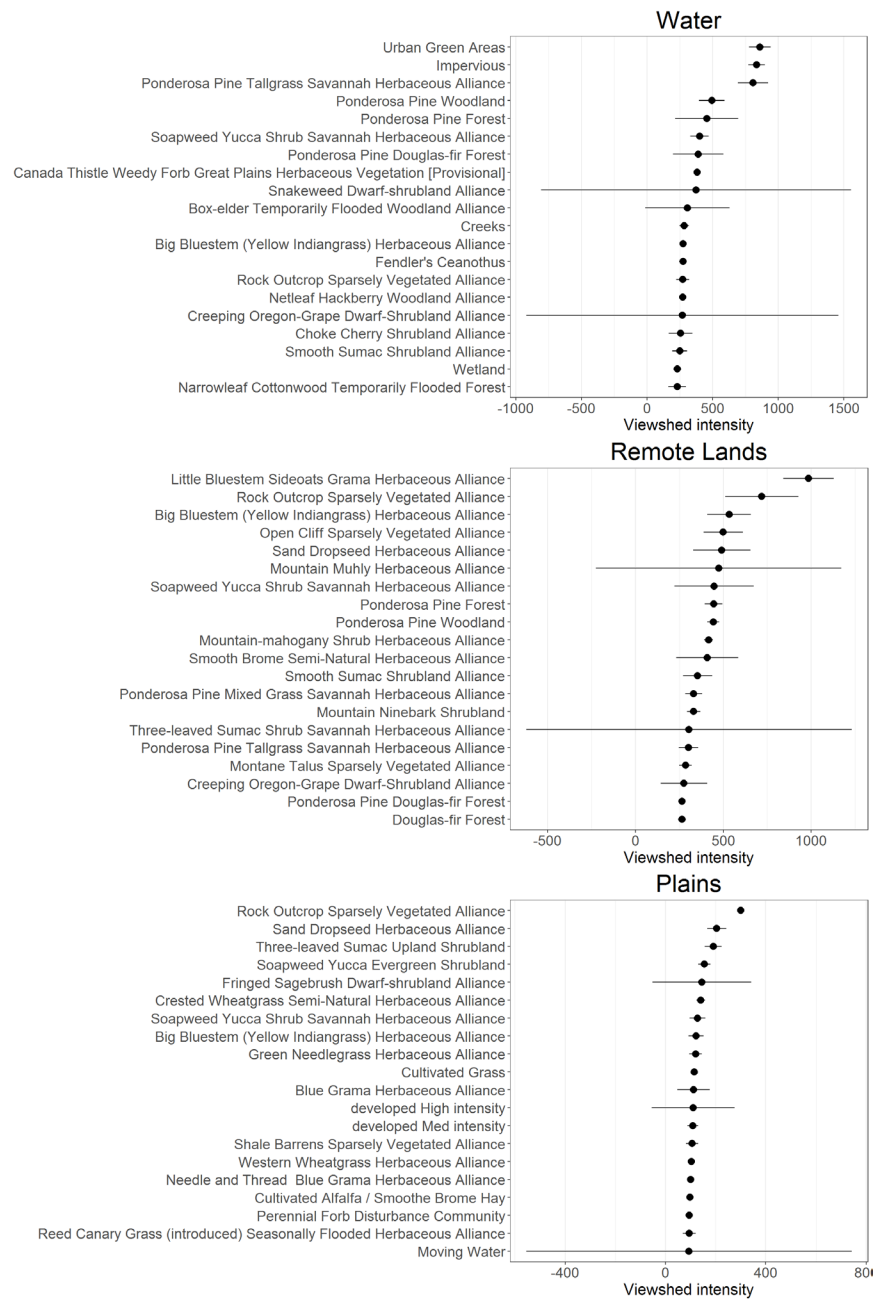 Water
Urban Green Areas
Impervious
Ponderosa Pine Tallgrass Savannah Herbaceous Alliance
Ponderosa Pine Woodland
Ponderosa Pine Forest
Soapweed Yucca Shrub Savannah Herbaceous Alliance
Ponderosa Pine Douglas-fir Forest
Canada Thistle Weedy Forb Great Plains Herbaceous Vegetation [Provisional]
Snakeweed Dwarf-shrubland Alliance
Box-elder Temporarily Flooded Woodland Alliance
Creeks
Big Bluestem (Yellow Indiangrass) Herbaceous Alliance
Fendler's Ceanothus
Rock Outcrop Sparsely Vegetated Alliance
Netleaf Hackberry Woodland Alliance
Creeping Oregon-Grape Dwarf-Shrubland Alliance
Choke Cherry Shrubland Alliance
Smooth Sumac Shrubland Alliance
Wetland
Narrowleaf Cottonwood Temporarily Flooded Forest
-1000 -500 0 500 1000 1500
Viewshed intensity
Remote Lands
Little Bluestem Sideoats Grama Herbaceous Alliance
Rock Outcrop Sparsely Vegetated Alliance
Big Bluestem (Yellow Indiangrass) Herbaceous Alliance
Open Cliff Sparsely Vegetated Alliance
Sand Dropseed Herbaceous Alliance
Mountain Muhly Herbaceous Alliance
Soapweed Yucca Shrub Savannah Herbaceous Alliance
Ponderosa Pine Forest
Ponderosa Pine Woodland
Mountain-mahogany Shrub Herbaceous Alliance
Smooth Brome Semi-Natural Herbaceous Alliance
Smooth Sumac Shrubland Alliance
Ponderosa Pine Mixed Grass Savannah Herbaceous Alliance
Mountain Ninebark Shrubland
Three-leaved Sumac Shrub Savannah Herbaceous Alliance
Ponderosa Pine Tallgrass Savannah Herbaceous Alliance
Montane Talus Sparsely Vegetated Alliance
Creeping Oregon-Grape Dwarf-Shrubland Alliance
Ponderosa Pine Douglas-fir Forest
Douglas-fir Forest
-500 0 500 1000
Viewshed intensity
Plains
Rock Outcrop Sparsely Vegetated Alliance
Sand Dropseed Herbaceous Alliance
Three-leaved Sumac Upland Shrubland
Soapweed Yucca Evergreen Shrubland
Fringed Sagebrush Dwarf-shrubland Alliance
Crested Wheatgrass Semi-Natural Herbaceous Alliance
Soapweed Yucca Shrub Savannah Herbaceous Alliance
Big Bluestem (Yellow Indiangrass) Herbaceous Alliance
Green Needlegrass Herbaceous Alliance
Cultivated Grass
Blue Grama Herbaceous Alliance
developed High intensity
developed Med intensity
Shale Barrens Sparsely Vegetated Alliance
Western Wheatgrass Herbaceous Alliance
Needle and Thread  Blue Grama Herbaceous Alliance
Cultivated Alfalfa / Smoothe Brome Hay
Perennial Forb Disturbance Community
Reed Canary Grass (introduced) Seasonally Flooded Herbaceous Alliance
Moving Water
-400 0 400
Viewshed intensity